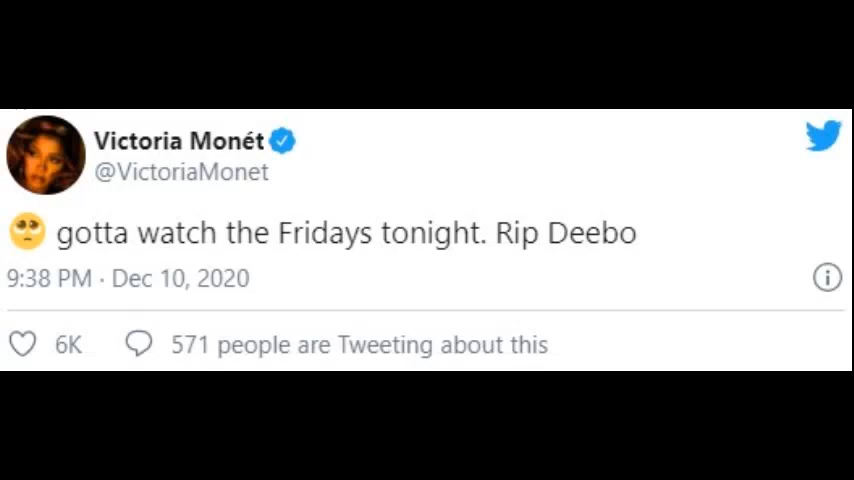 Victoria Monét
@VictoriaMonet
🥺 gotta watch the Fridays tonight. Rip Deebo
9:38 PM · Dec 10, 2020
6K 571 people are Tweeting about this